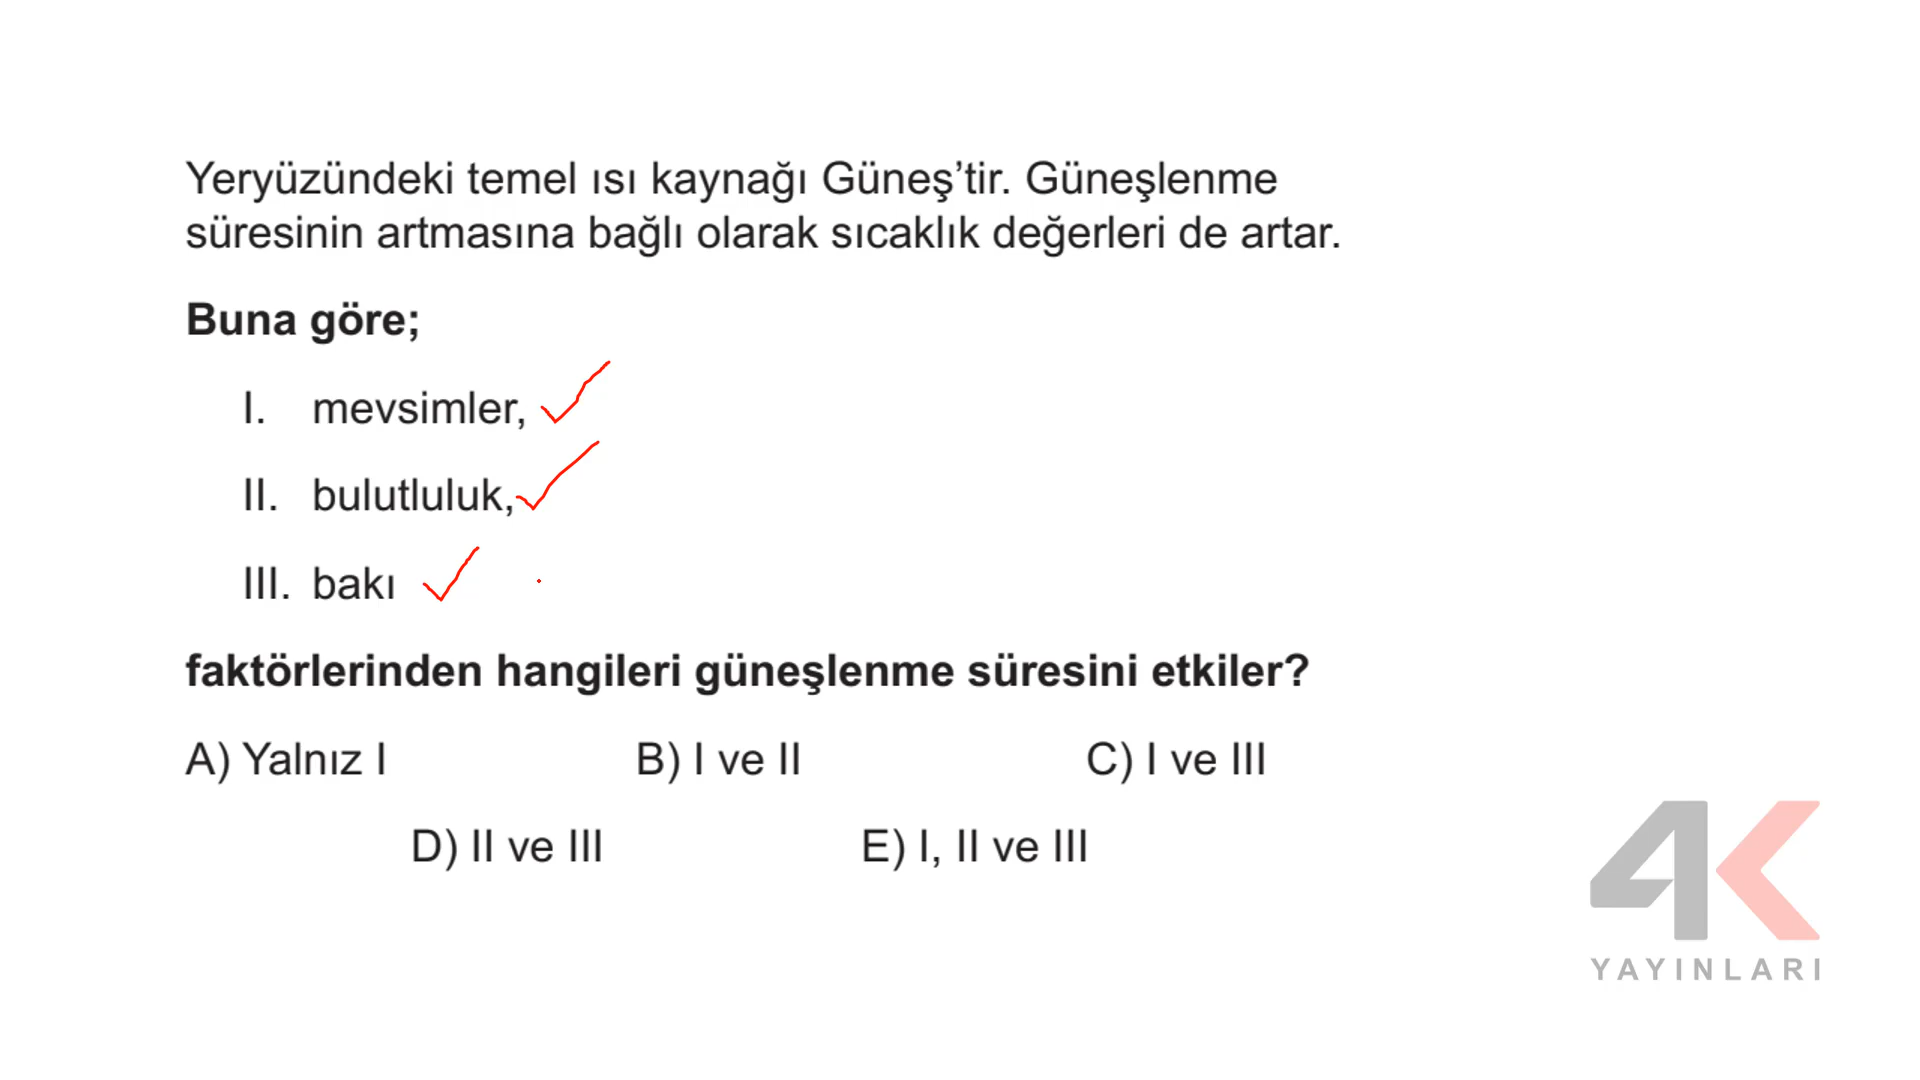 Yeryüzündeki temel ısı kaynağı Güneş’tir. Güneşlenme
süresinin artmasına bağlı olarak sıcaklık değerleri de artar.
Buna göre;
I. mevsimler,
II. bulutluluk,
III. bakı
faktörlerinden hangileri güneşlenme süresini etkiler?
A) Yalnız I B) I ve II C) I ve III
D) II ve III E) I, II ve III
4K
YAYINLARI